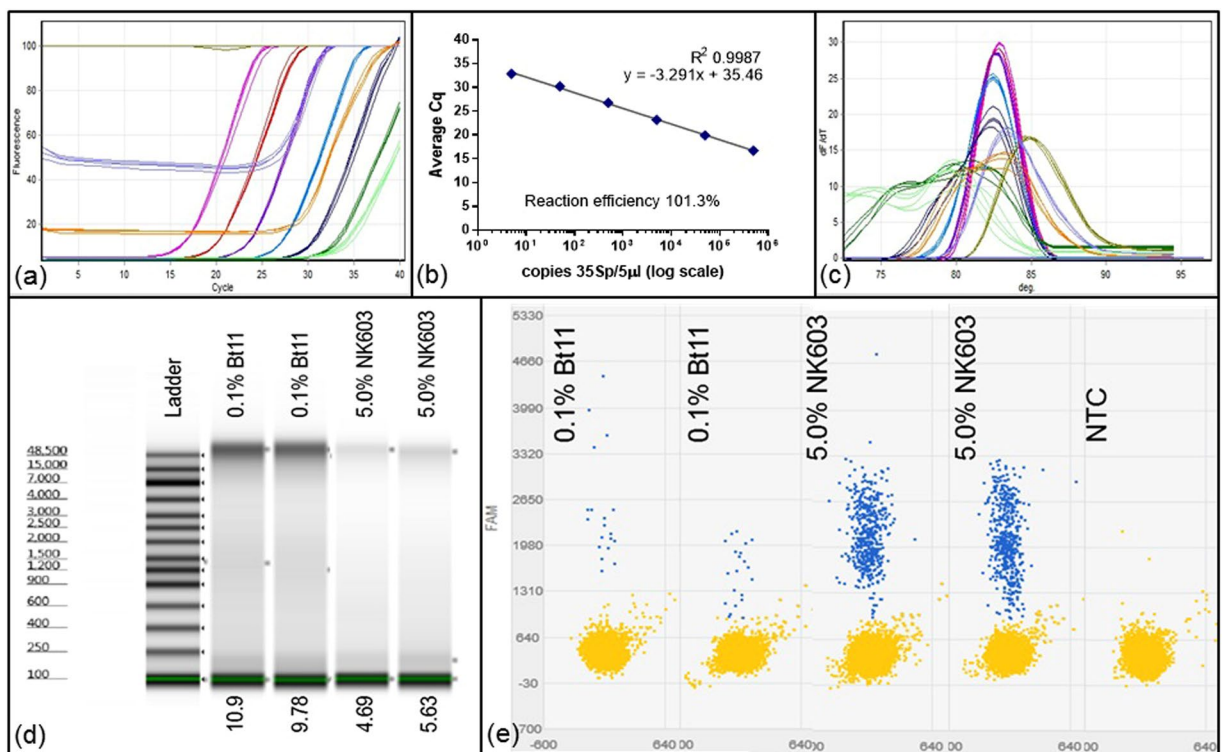 100
80
60
40
20
Fluorescence
5
10
15
20
25
30
35
40
Cycle
(a)
40
35
30
25
20
15
10
5
0
Average Cq
R² 0.9987
y = -3.291x + 35.46
Reaction efficiency 101.3%
10⁰ 10¹ 10² 10³ 10⁴ 10⁵ 10⁶
copies 35Sp/5µl (log scale)
(b)
30
25
20
15
10
5
0
dF/dT
75
80
85
90
95
deg.
(c)
Ladder
0.1% Bt11
0.1% Bt11
5.0% NK603
5.0% NK603
48,500
15,000
7,000
4,000
3,000
2,500
2,000
1,500
1,200
900
600
400
250
100
10.9
9.78
4.69
5.63
(d)
0.1% Bt11
0.1% Bt11
5.0% NK603
5.0% NK603
NTC
5330
4660
3990
3320
2650
1980
1310
640
-30
700
FAM
-600
640 00
640 00
640 00
640
(e)